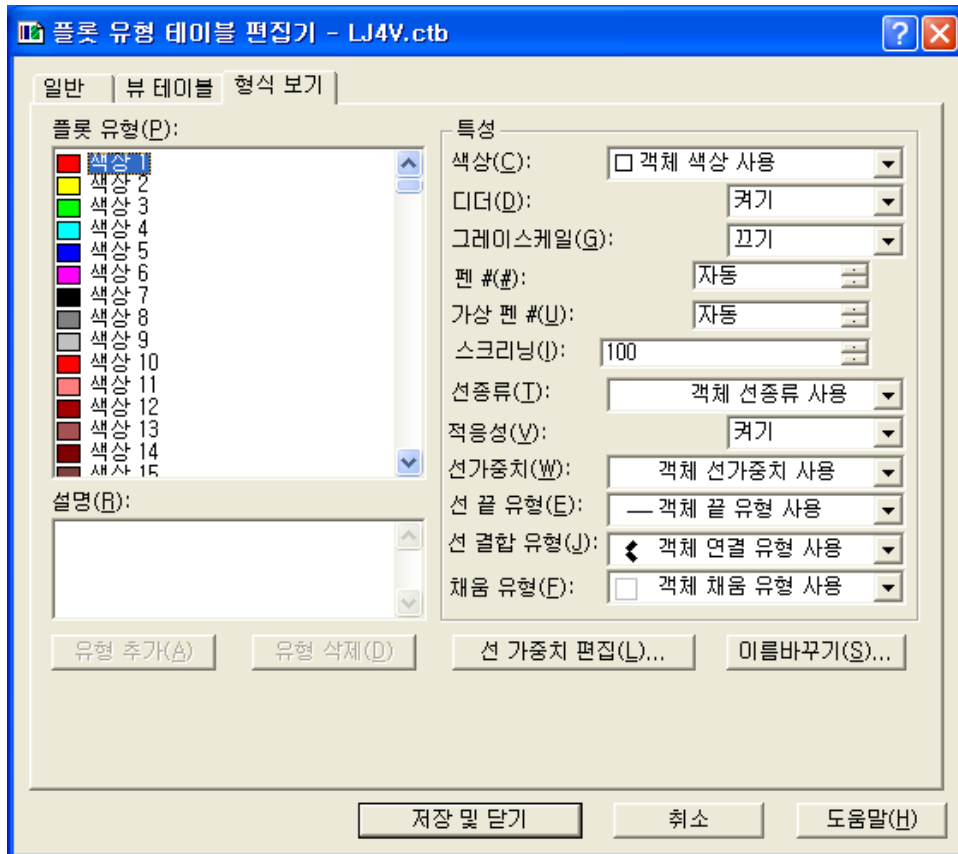 플롯 유형 테이블 편집기 - LJ4V.ctb
일반 뷰 테이블 형식 보기
플롯 유형(P):
색상 1
색상 2
색상 3
색상 4
색상 5
색상 6
색상 7
색상 8
색상 9
색상 10
색상 11
색상 12
색상 13
색상 14
색상 15
설명(R):
유형 추가(A) 유형 삭제(D)
특성
색상(C): 객체 색상 사용
디더(D): 켜기
그레이스케일(G): 끄기
펜 #(#): 자동
가상 펜 #(U): 자동
스크리닝(I): 100
선종류(T): 객체 선종류 사용
적응성(V): 켜기
선가중치(W): 객체 선가중치 사용
선 끝 유형(E): 객체 끝 유형 사용
선 결합 유형(J): 객체 연결 유형 사용
채움 유형(F): 객체 채움 유형 사용
선 가중치 편집(L)... 이름바꾸기(S)...
저장 및 닫기 취소 도움말(H)